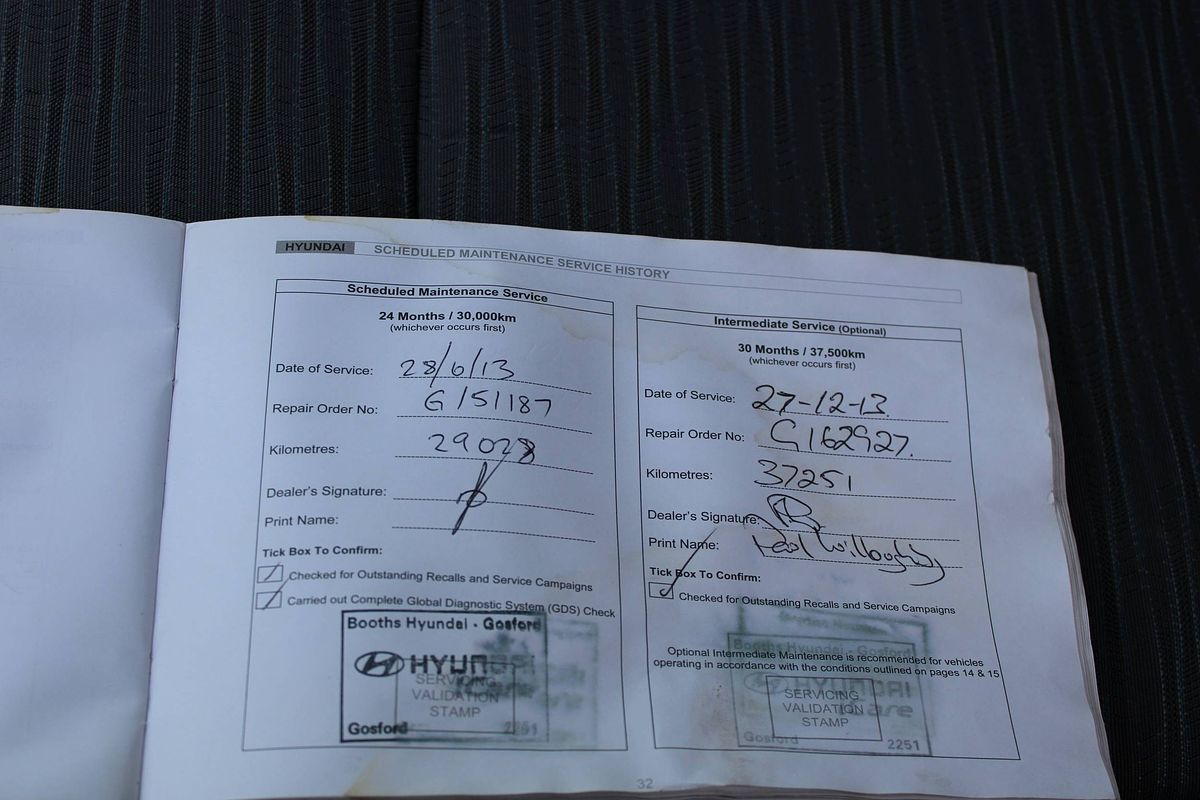 HYUNDAI SCHEDULED MAINTENANCE SERVICE HISTORY
Scheduled Maintenance Service
24 Months / 30,000km
(whichever occurs first)
Date of Service: 28/6/13
Repair Order No: G151187
Kilometres: 29028
Dealer's Signature:
Print Name:
Tick Box To Confirm:
Checked for Outstanding Recalls and Service Campaigns
Carried out Complete Global Diagnostic System (GDS) Check
Booths Hyundai - Gosford
HYUNDAI
SERVICING
VALIDATION
STAMP
Gosford 2251
Intermediate Service (Optional)
30 Months / 37,500km
(whichever occurs first)
Date of Service: 27-12-13.
Repair Order No: G162927.
Kilometres: 37251
Dealer's Signature:
Print Name: Willoughby
Tick Box To Confirm:
Checked for Outstanding Recalls and Service Campaigns
Booths Hyundai - Gosford
Optional Intermediate Maintenance is recommended for vehicles
operating in accordance with the conditions outlined on pages 14 & 15
HYUNDAI
SERVICING
VALIDATION
STAMP
Gosford 2251
32